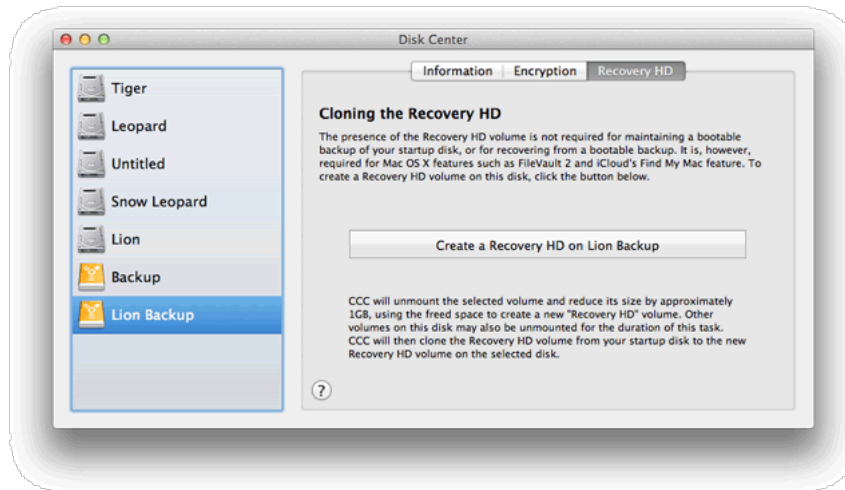 Disk Center
Information Encryption Recovery HD
Tiger
Leopard
Untitled
Snow Leopard
Lion
Backup
Lion Backup
Cloning the Recovery HD
The presence of the Recovery HD volume is not required for maintaining a bootable
backup of your startup disk, or for recovering from a bootable backup. It is, however,
required for Mac OS X features such as FileVault 2 and iCloud's Find My Mac feature. To
create a Recovery HD volume on this disk, click the button below.
Create a Recovery HD on Lion Backup
CCC will unmount the selected volume and reduce its size by approximately
1GB, using the freed space to create a new "Recovery HD" volume. Other
volumes on this disk may also be unmounted for the duration of this task.
CCC will then clone the Recovery HD volume from your startup disk to the new
Recovery HD volume on the selected disk.
?